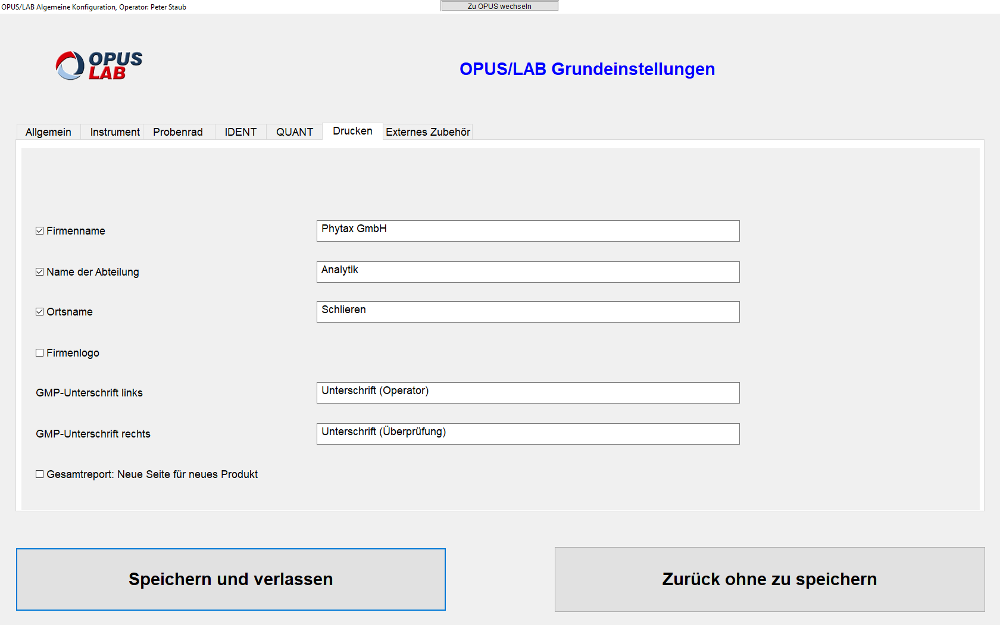 OPUS/LAB Algemeine Konfiguration, Operator: Peter Staub
Zu OPUS wechseln
OPUS
LAB
OPUS/LAB Grundeinstellungen
Allgemein Instrument Probenrad IDENT QUANT Drucken Externes Zubehör
Firmenname Phytax GmbH
Name der Abteilung Analytik
Ortsname Schlieren
Firmenlogo
GMP-Unterschrift links Unterschrift (Operator)
GMP-Unterschrift rechts Unterschrift (Überprüfung)
Gesamtreport: Neue Seite für neues Produkt
Speichern und verlassen Zurück ohne zu speichern